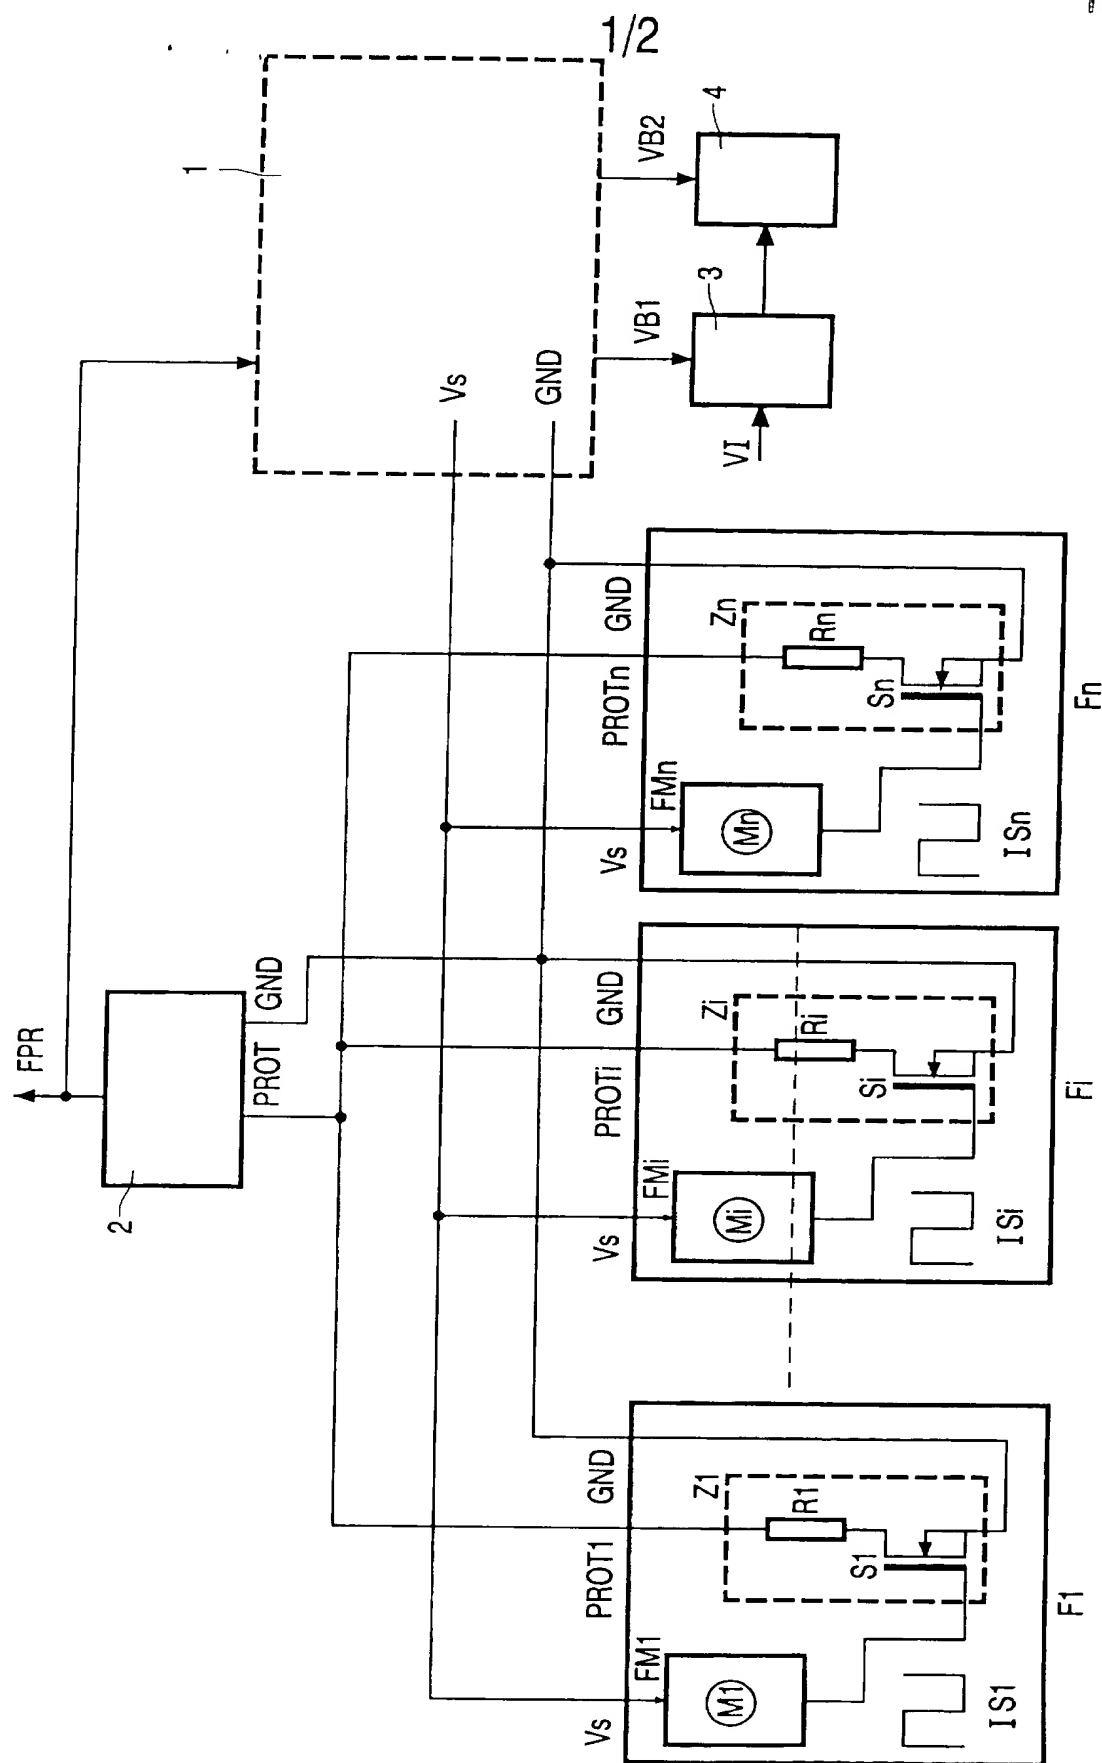 1/2
1
4
VB2
3
VB1
VI
Vs
GND
FPR
2
PROT
GND
Vs
FM1
M1
PROT1
GND
Z1
R1
S1
IS1
F1
Vs
FMi
Mi
PROTi
GND
Zi
Ri
Si
ISi
Fi
Vs
FMn
Mn
PROTn
GND
Zn
Rn
Sn
ISn
Fn